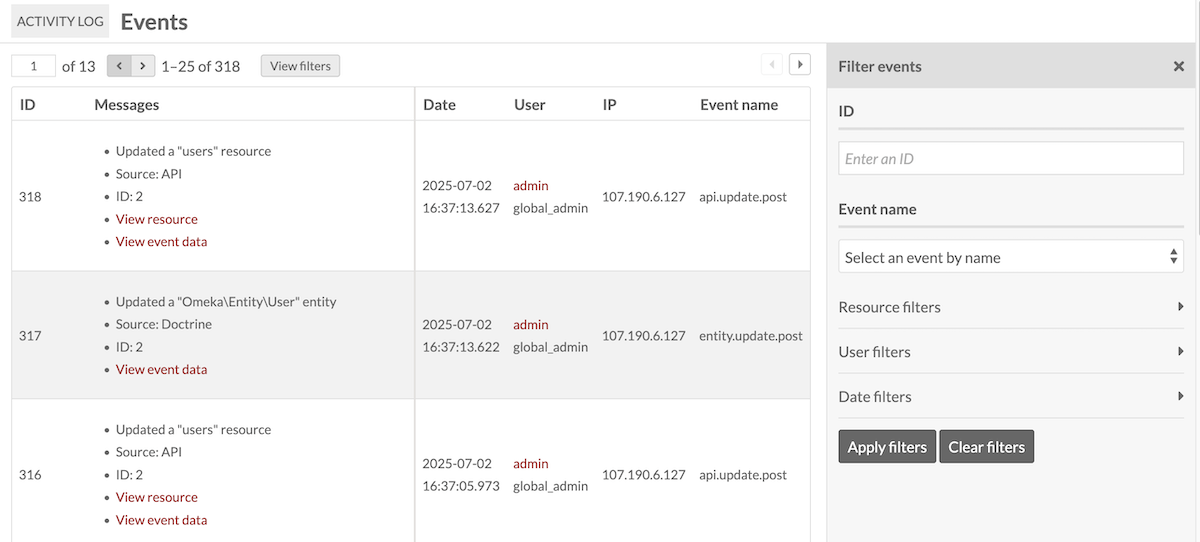 ACTIVITY LOG Events
1 of 13 < > 1–25 of 318 View filters
ID Messages Date User IP Event name
318
• Updated a "users" resource
• Source: API
• ID: 2
• View resource
• View event data
2025-07-02
16:37:13.627
admin
global_admin
107.190.6.127
api.update.post
317
• Updated a "Omeka\Entity\User" entity
• Source: Doctrine
• ID: 2
• View event data
2025-07-02
16:37:13.622
admin
global_admin
107.190.6.127
entity.update.post
316
• Updated a "users" resource
• Source: API
• ID: 2
• View resource
• View event data
2025-07-02
16:37:05.973
admin
global_admin
107.190.6.127
api.update.post
Filter events
ID
Enter an ID
Event name
Select an event by name
Resource filters
User filters
Date filters
Apply filters Clear filters